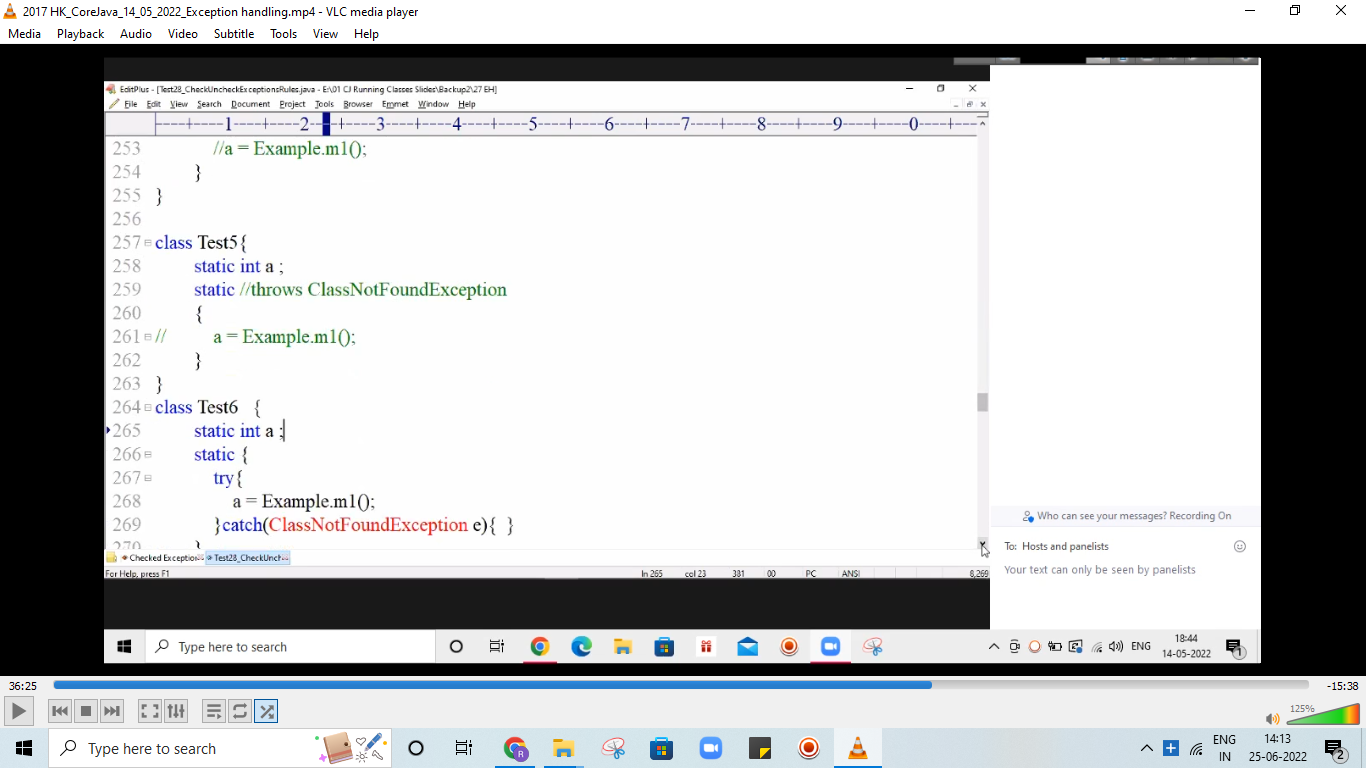 2017 HK_CoreJava_14_05_2022_Exception handling.mp4 - VLC media player
Media Playback Audio Video Subtitle Tools View Help
EditPlus - [Test28_CheckUncheckExceptionsRules.java - E:\01 CJ Running Classes Slides\Backup2\27 EH]
File Edit View Search Document Project Tools Browser Emmet Window Help
----+----1----+----2----+----3----+----4----+----5----+----6----+----7----+----8----+----9----+----0----+----
253 //a = Example.m1();
254 }
255 }
256
257 class Test5{
258 static int a ;
259 static //throws ClassNotFoundException
260 {
261 // a = Example.m1();
262 }
263 }
264 class Test6 {
265 static int a ;
266 static {
267 try{
268 a = Example.m1();
269 }catch(ClassNotFoundException e){ }
270 }
Checked Exception Test28_CheckUnch
For Help, press F1 ln 265 col 23 381 00 PC ANSI 8,269
Who can see your messages? Recording On
To: Hosts and panelists
Your text can only be seen by panelists
Type here to search ENG 18:44
14-05-2022 1
36:25 -15:38
125%
Type here to search ENG 14:13
IN 25-06-2022 2